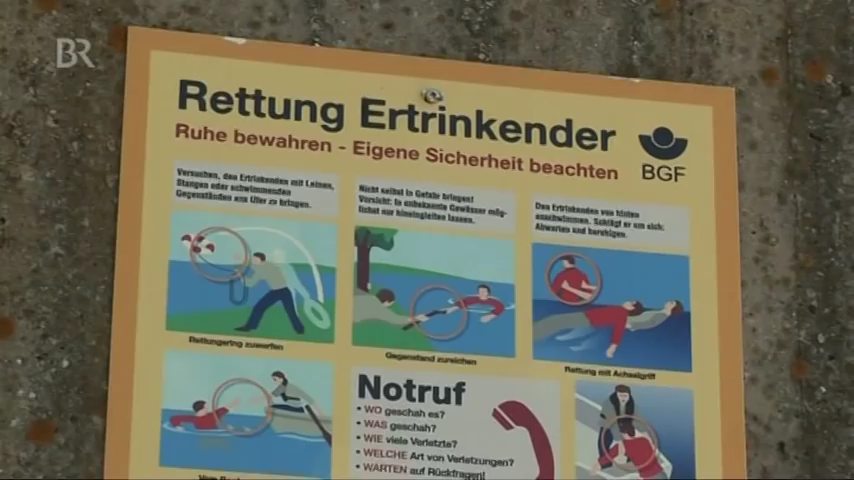 BR
Rettung Ertrinkender
Ruhe bewahren - Eigene Sicherheit beachten
BGF
Versuchen, den Ertrinkenden mit Leinen,
Stangen oder schwimmenden
Gegenständen ans Ufer zu bringen.
Nicht selbst in Gefahr bringen!
Vorsicht: In unbekannte Gewässer mög-
lichst nur hineingleiten lassen.
Den Ertrinkenden von hinten
anschwimmen. Schlägt er um sich:
Abwarten und beruhigen.
Rettungsring zuwerfen
Gegenstand zureichen
Rettung mit Achselgriff
Notruf
• WO geschah es?
• WAS geschah?
• WIE viele Verletzte?
• WELCHE Art von Verletzungen?
• WARTEN auf Rückfragen!